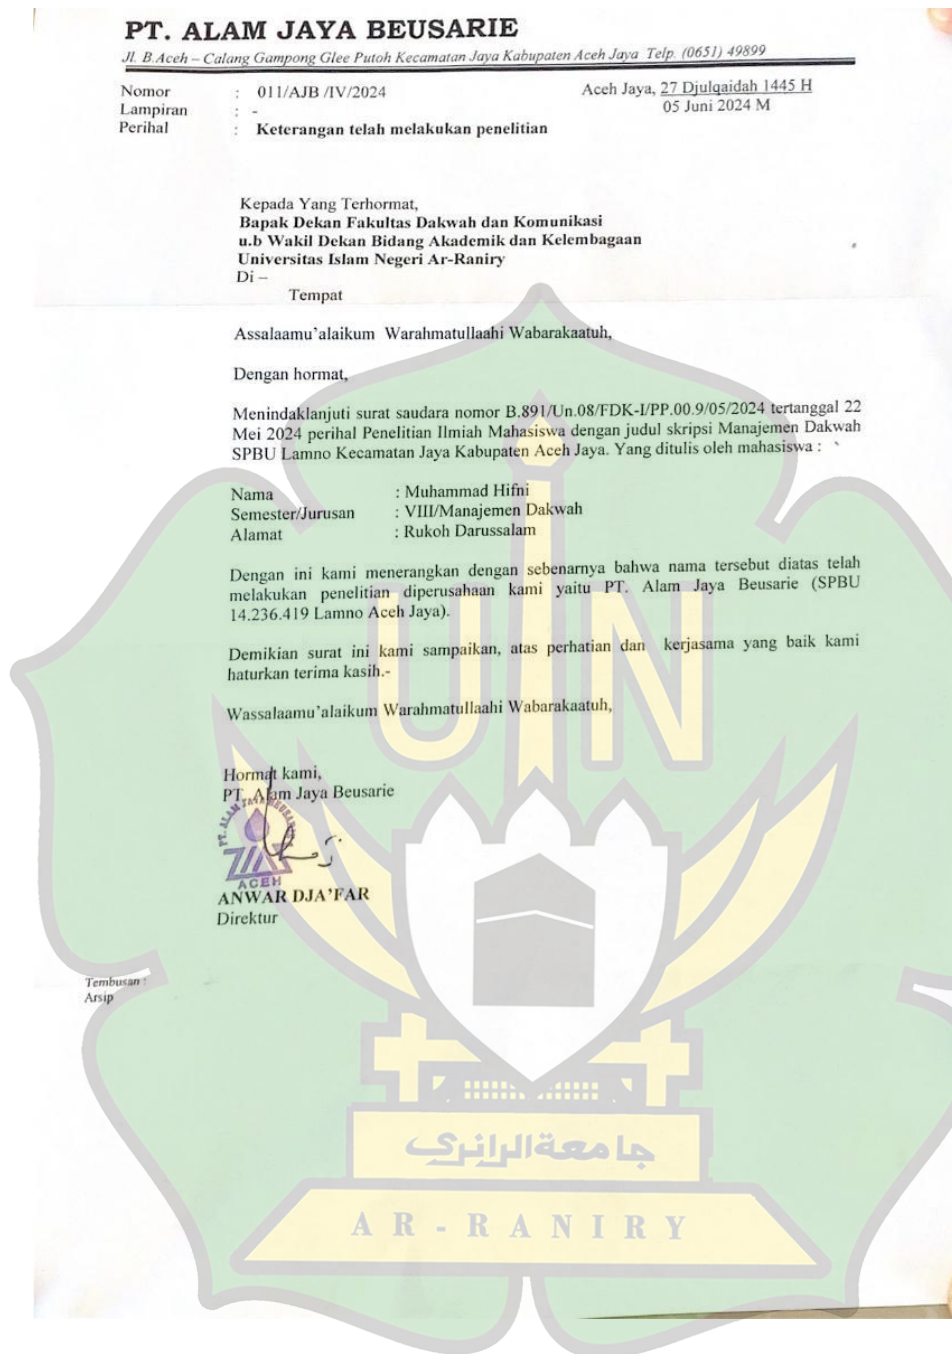 PT. ALAM JAYA BEUSARIE
Jl. B.Aceh – Calang Gampong Glee Putoh Kecamatan Jaya Kabupaten Aceh Jaya Telp. (0651) 49899
Nomor : 011/AJB /IV/2024
Aceh Jaya, 27 Djulqaidah 1445 H
Lampiran : -
05 Juni 2024 M
Perihal : Keterangan telah melakukan penelitian
Kepada Yang Terhormat,
Bapak Dekan Fakultas Dakwah dan Komunikasi
u.b Wakil Dekan Bidang Akademik dan Kelembagaan
Universitas Islam Negeri Ar-Raniry
Di –
Tempat
Assalaamu'alaikum Warahmatullaahi Wabarakaatuh,
Dengan hormat,
Menindaklanjuti surat saudara nomor B.891/Un.08/FDK-I/PP.00.9/05/2024 tertanggal 22
Mei 2024 perihal Penelitian Ilmiah Mahasiswa dengan judul skripsi Manajemen Dakwah
SPBU Lamno Kecamatan Jaya Kabupaten Aceh Jaya. Yang ditulis oleh mahasiswa :
Nama : Muhammad Hifni
Semester/Jurusan : VIII/Manajemen Dakwah
Alamat : Rukoh Darussalam
Dengan ini kami menerangkan dengan sebenarnya bahwa nama tersebut diatas telah
melakukan penelitian diperusahaan kami yaitu PT. Alam Jaya Beusarie (SPBU
14.236.419 Lamno Aceh Jaya).
Demikian surat ini kami sampaikan, atas perhatian dan kerjasama yang baik kami
haturkan terima kasih.-
Wassalaamu'alaikum Warahmatullaahi Wabarakaatuh,
Hormat kami,
PT. Alam Jaya Beusarie
PT. ALAM JAYA BEUSARIE
ACEH
ANWAR DJA'FAR
Direktur
Tembusan :
Arsip
UIN
جامعة الرانري
AR-RANIRY